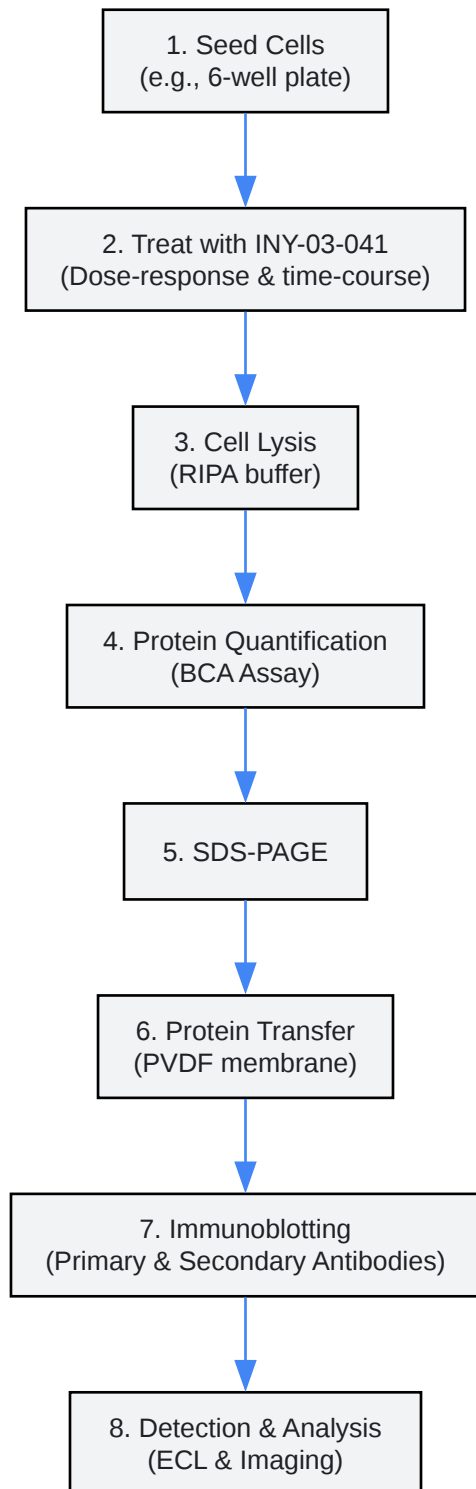 1. Seed Cells
(e.g., 6-well plate)
2. Treat with INY-03-041
(Dose-response & time-course)
3. Cell Lysis
(RIPA buffer)
4. Protein Quantification
(BCA Assay)
5. SDS-PAGE
6. Protein Transfer
(PVDF membrane)
7. Immunoblotting
(Primary & Secondary Antibodies)
8. Detection & Analysis
(ECL & Imaging)